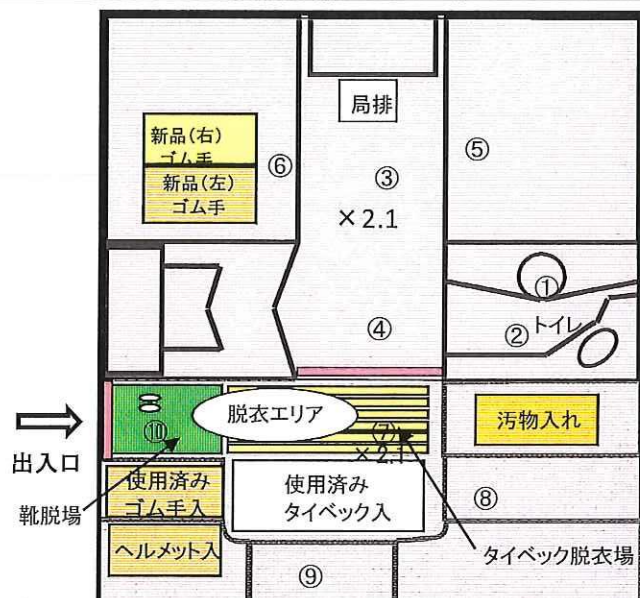 局排
新品(右)
ゴム手
新品(左)
ゴム手
⑥
③
⑤
×2.1
①
④
②
トイレ
出入口
⑩
脱衣エリア
⑦
×2.1
汚物入れ
靴脱場
使用済み
ゴム手入
使用済み
タイベック入
⑧
ヘルメット入
タイベック脱衣場
⑨